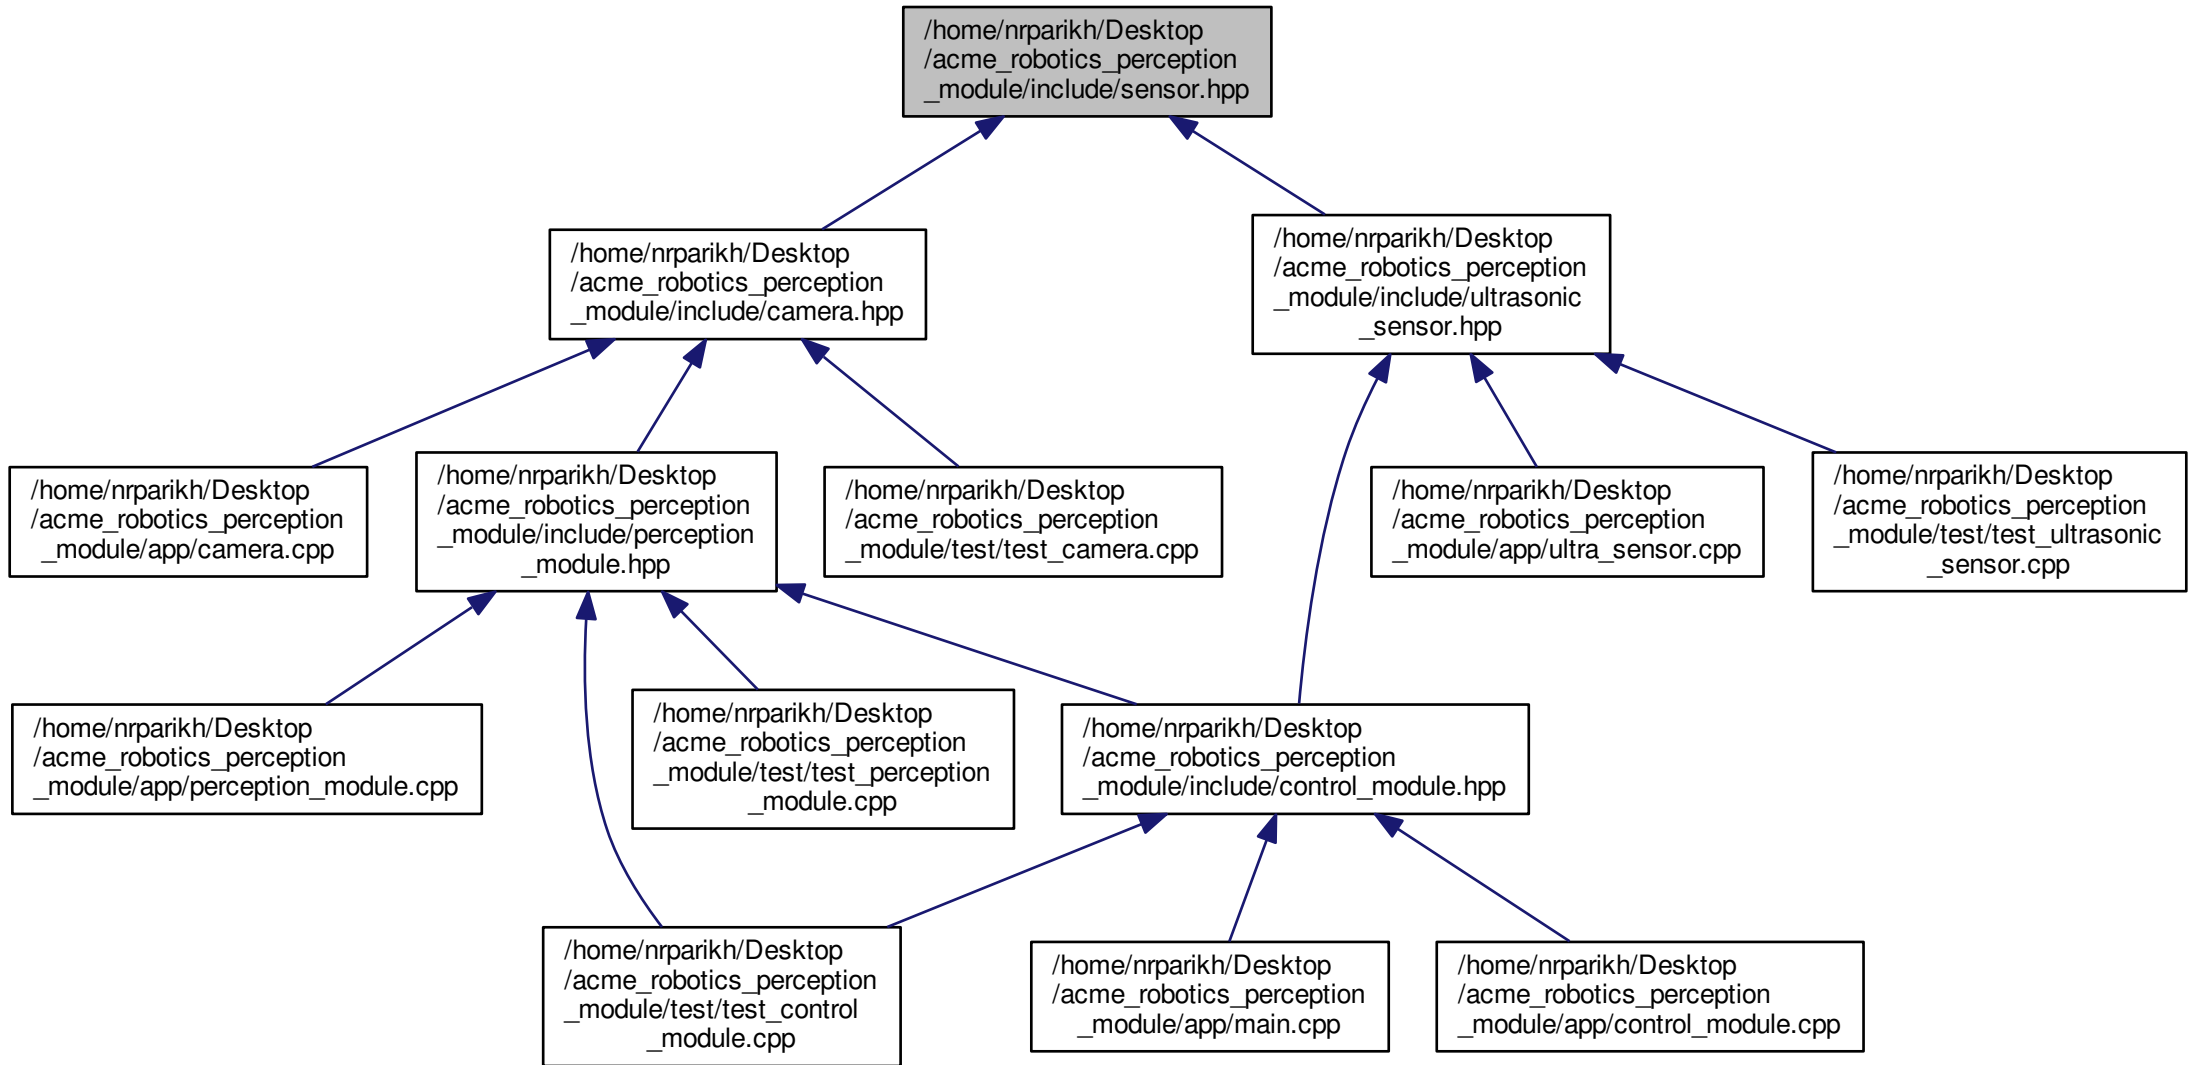 /home/nrparikh/Desktop
/acme_robotics_perception
_module/include/sensor.hpp
/home/nrparikh/Desktop
/acme_robotics_perception
_module/include/camera.hpp
/home/nrparikh/Desktop
/acme_robotics_perception
_module/include/ultrasonic
_sensor.hpp
/home/nrparikh/Desktop
/acme_robotics_perception
_module/app/camera.cpp
/home/nrparikh/Desktop
/acme_robotics_perception
_module/include/perception
_module.hpp
/home/nrparikh/Desktop
/acme_robotics_perception
_module/test/test_camera.cpp
/home/nrparikh/Desktop
/acme_robotics_perception
_module/app/ultra_sensor.cpp
/home/nrparikh/Desktop
/acme_robotics_perception
_module/test/test_ultrasonic
_sensor.cpp
/home/nrparikh/Desktop
/acme_robotics_perception
_module/app/perception_module.cpp
/home/nrparikh/Desktop
/acme_robotics_perception
_module/test/test_perception
_module.cpp
/home/nrparikh/Desktop
/acme_robotics_perception
_module/include/control_module.hpp
/home/nrparikh/Desktop
/acme_robotics_perception
_module/test/test_control
_module.cpp
/home/nrparikh/Desktop
/acme_robotics_perception
_module/app/main.cpp
/home/nrparikh/Desktop
/acme_robotics_perception
_module/app/control_module.cpp